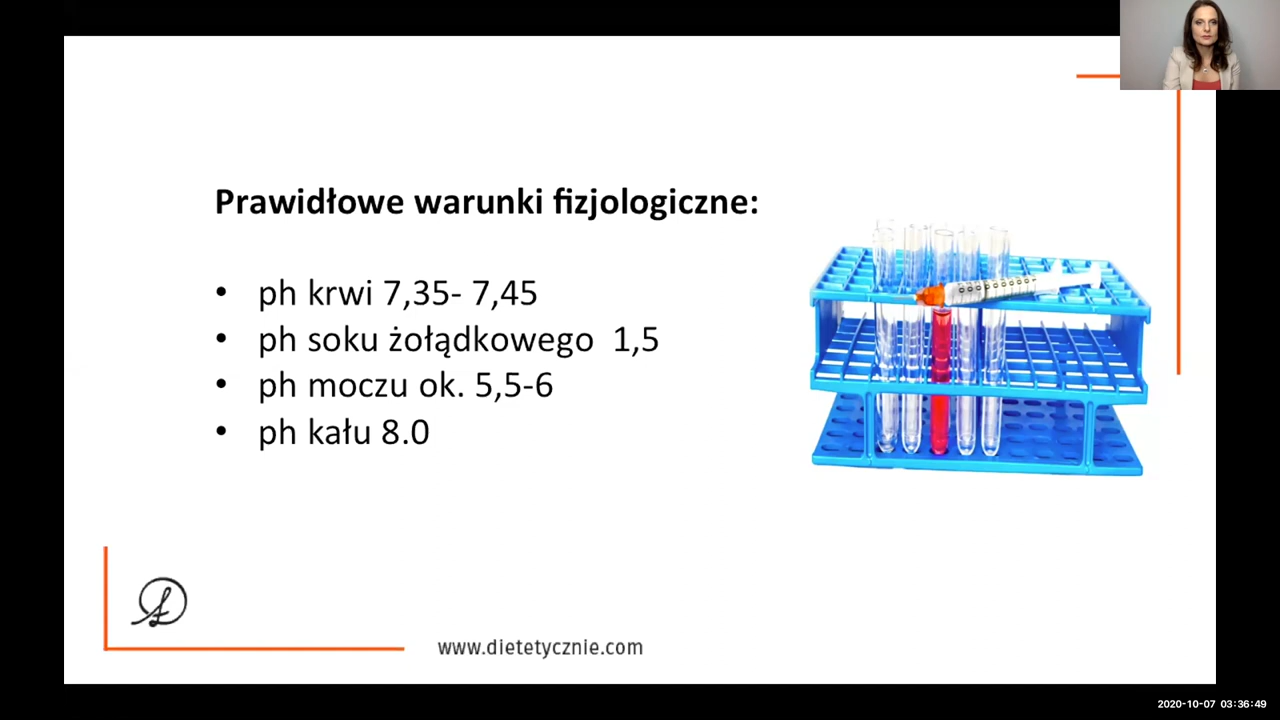 Prawidłowe warunki fizjologiczne:
• ph krwi 7,35- 7,45
• ph soku żołądkowego 1,5
• ph moczu ok. 5,5-6
• ph kału 8.0
www.dietetycznie.com
2020-10-07 03:36:49